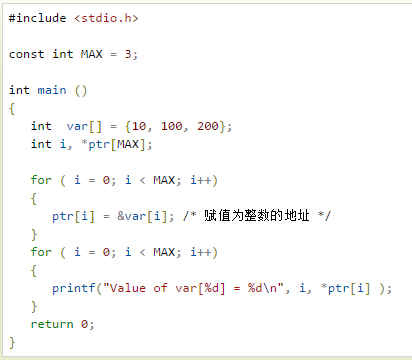 #include <stdio.h>

const int MAX = 3;

int main ()
{
   int  var[] = {10, 100, 200};
   int i, *ptr[MAX];

   for ( i = 0; i < MAX; i++)
   {
      ptr[i] = &var[i]; /* 赋值为整数的地址 */
   }
   for ( i = 0; i < MAX; i++)
   {
      printf("Value of var[%d] = %d\n", i, *ptr[i] );
   }
   return 0;
}